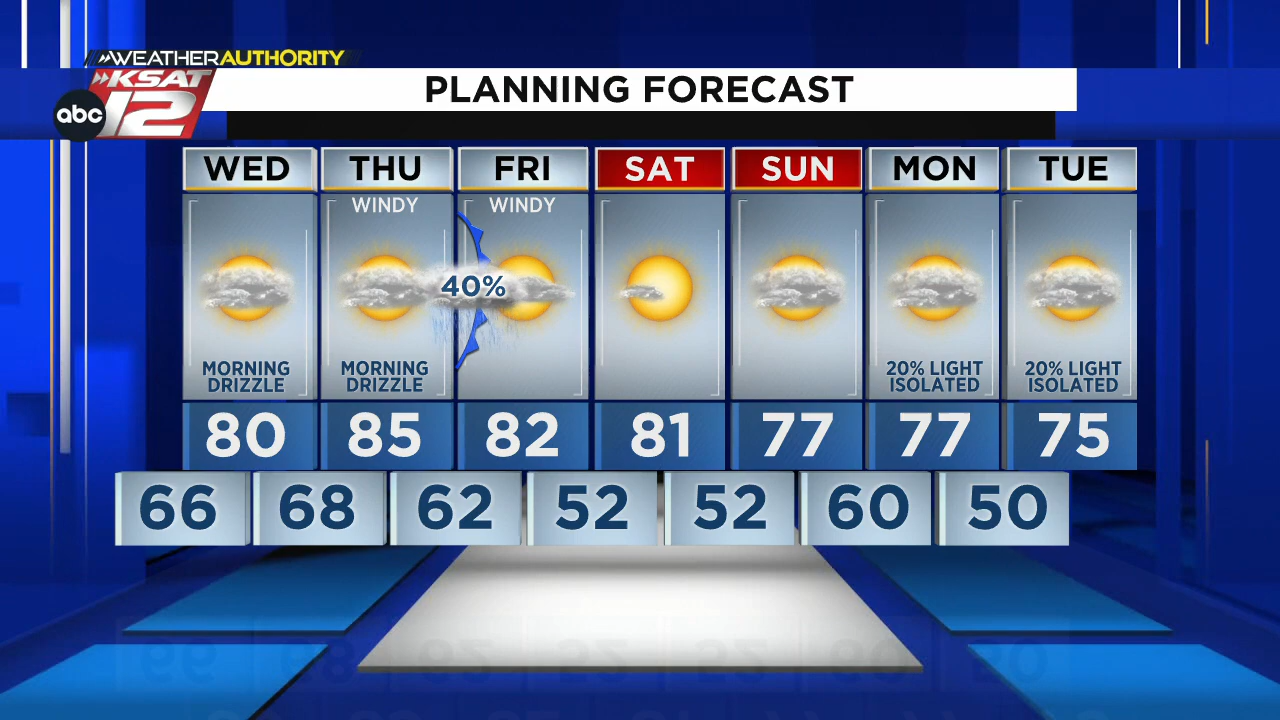 WEATHERAUTHORITY
KSAT
abc 12
PLANNING FORECAST
WED THU FRI SAT SUN MON TUE
WINDY WINDY
40%
MORNING DRIZZLE MORNING DRIZZLE 20% LIGHT ISOLATED 20% LIGHT ISOLATED
80 85 82 81 77 77 75
66 68 62 52 52 60 50